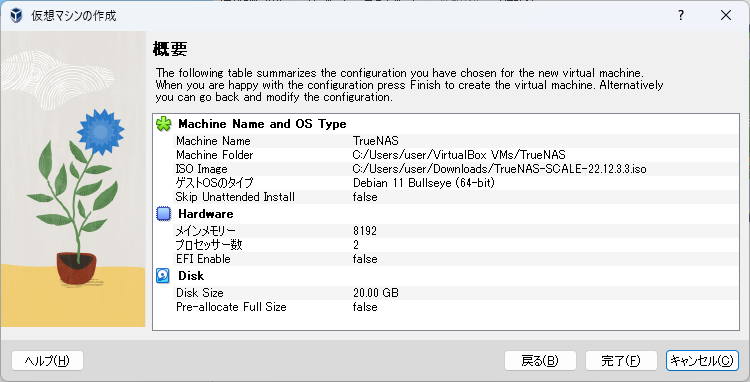 仮想マシンの作成
概要
The following table summarizes the configuration you have chosen for the new virtual machine.
When you are happy with the configuration press Finish to create the virtual machine. Alternatively
you can go back and modify the configuration.
Machine Name and OS Type
Machine Name TrueNAS
Machine Folder C:/Users/user/VirtualBox VMs/TrueNAS
ISO Image C:/Users/user/Downloads/TrueNAS-SCALE-22.12.3.3.iso
ゲストOSのタイプ Debian 11 Bullseye (64-bit)
Skip Unattended Install false
Hardware
メインメモリー 8192
プロセッサー数 2
EFI Enable false
Disk
Disk Size 20.00 GB
Pre-allocate Full Size false
ヘルプ(H) 戻る(B) 完了(F) キャンセル(C)